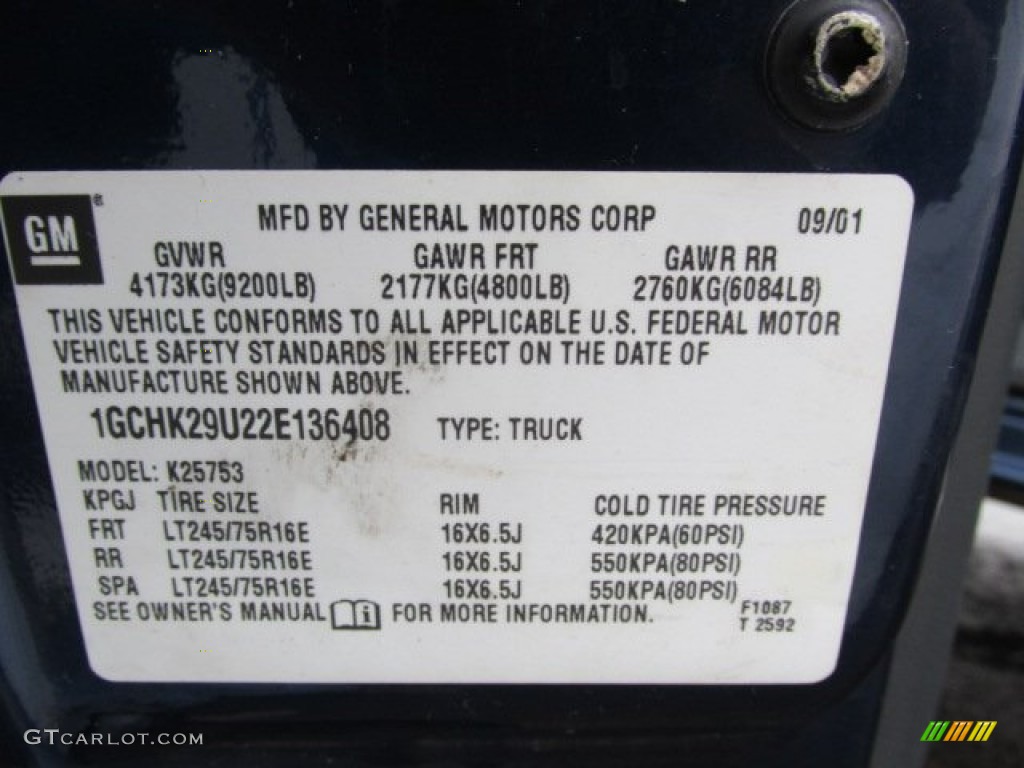 GM®
MFD BY GENERAL MOTORS CORP 09/01
GVWR GAWR FRT GAWR RR
4173KG(9200LB) 2177KG(4800LB) 2760KG(6084LB)
THIS VEHICLE CONFORMS TO ALL APPLICABLE U.S. FEDERAL MOTOR
VEHICLE SAFETY STANDARDS IN EFFECT ON THE DATE OF
MANUFACTURE SHOWN ABOVE.
1GCHK29U22E136408 TYPE: TRUCK
MODEL: K25753
KPGJ TIRE SIZE RIM COLD TIRE PRESSURE
FRT LT245/75R16E 16X6.5J 420KPA(60PSI)
RR LT245/75R16E 16X6.5J 550KPA(80PSI)
SPA LT245/75R16E 16X6.5J 550KPA(80PSI)
SEE OWNER'S MANUAL i FOR MORE INFORMATION.
F1087
T 2592
GTCARLOT.COM